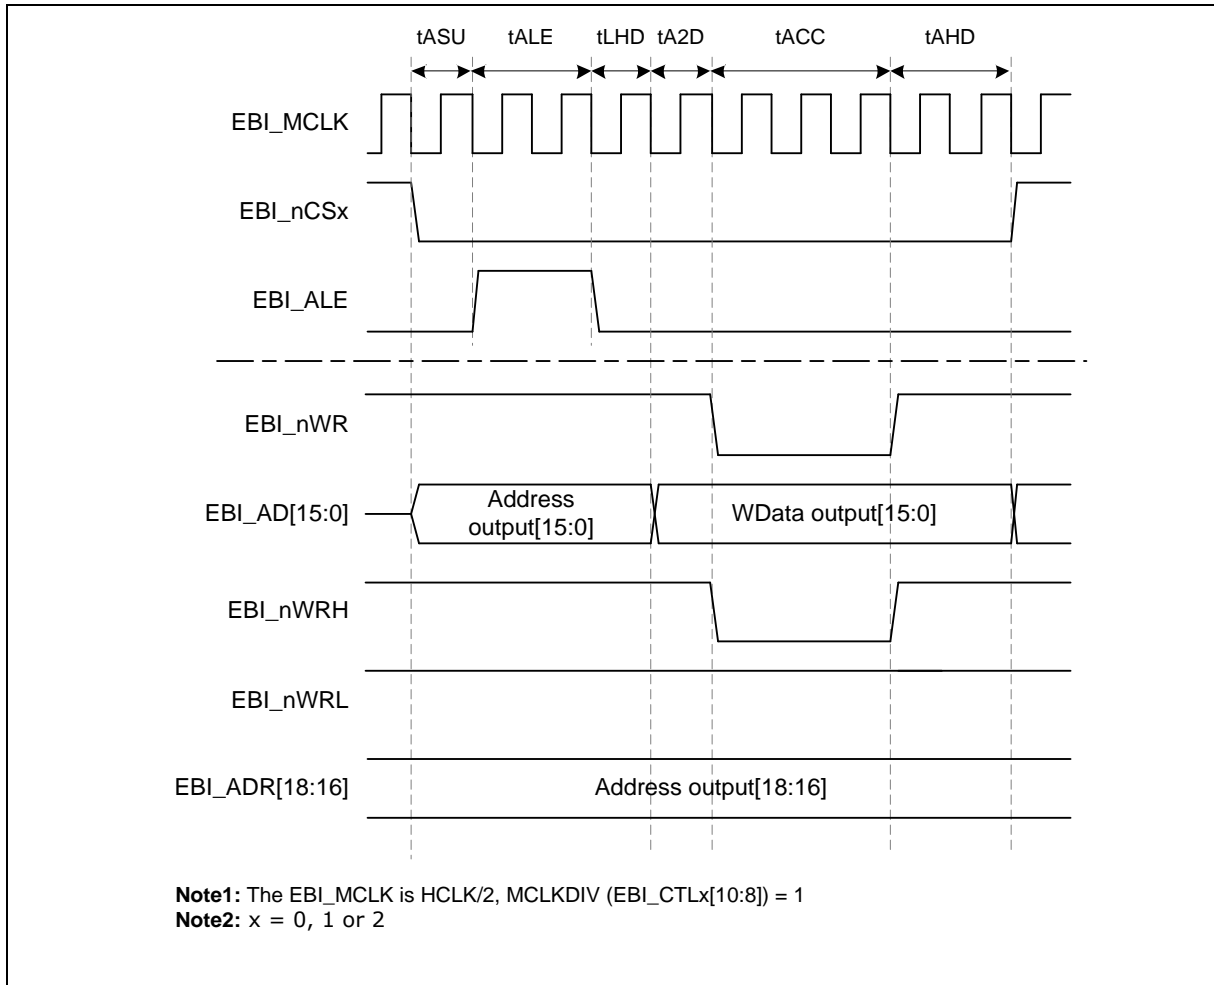 tASU tALE tLHD tA2D tACC tAHD
EBI_MCLK
EBI_nCSx
EBI_ALE
EBI_nWR
EBI_AD[15:0]
Address
output[15:0]
WData output[15:0]
EBI_nWRH
EBI_nWRL
EBI_ADR[18:16]
Address output[18:16]
Note1: The EBI_MCLK is HCLK/2, MCLKDIV (EBI_CTLx[10:8]) = 1
Note2: x = 0, 1 or 2